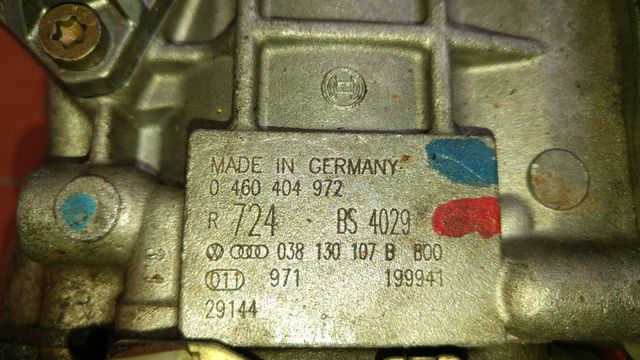 MADE IN GERMANY
0 460 404 972
R 724 BS 4029
038 130 107 B B00
011 971 199941
29144